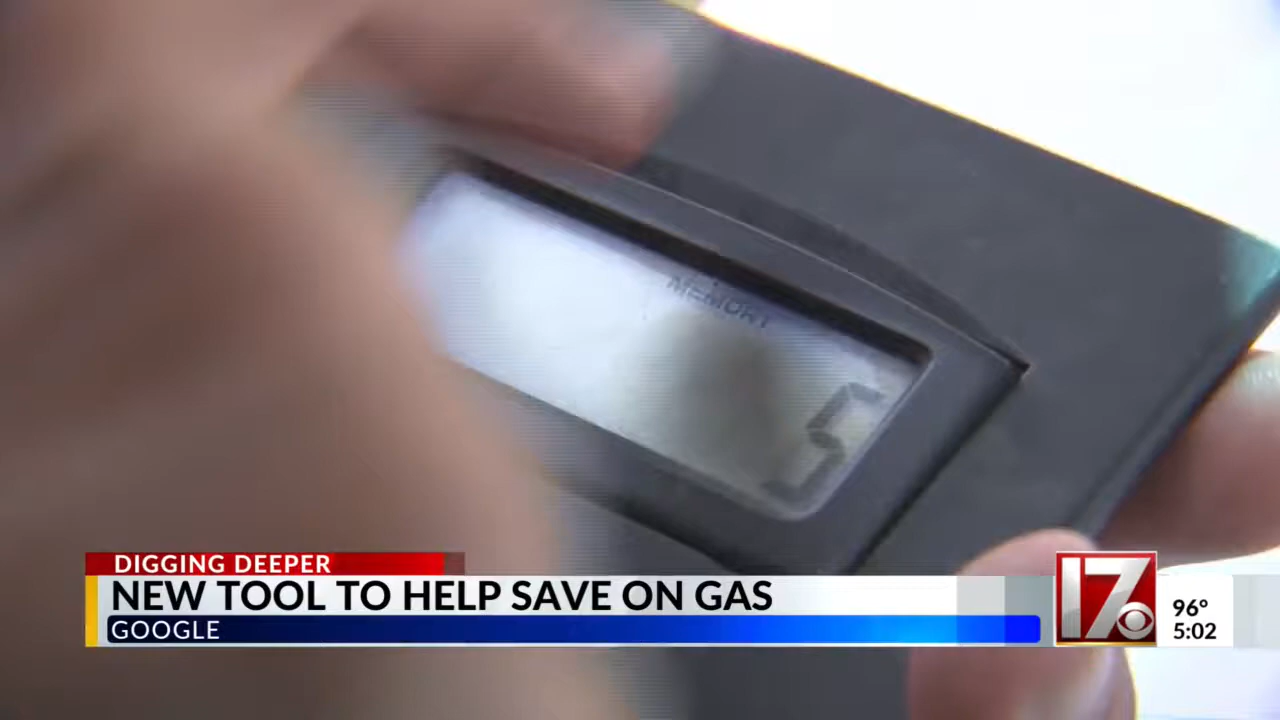 MEMORY
5
DIGGING DEEPER
NEW TOOL TO HELP SAVE ON GAS
GOOGLE
17
96°
5:02